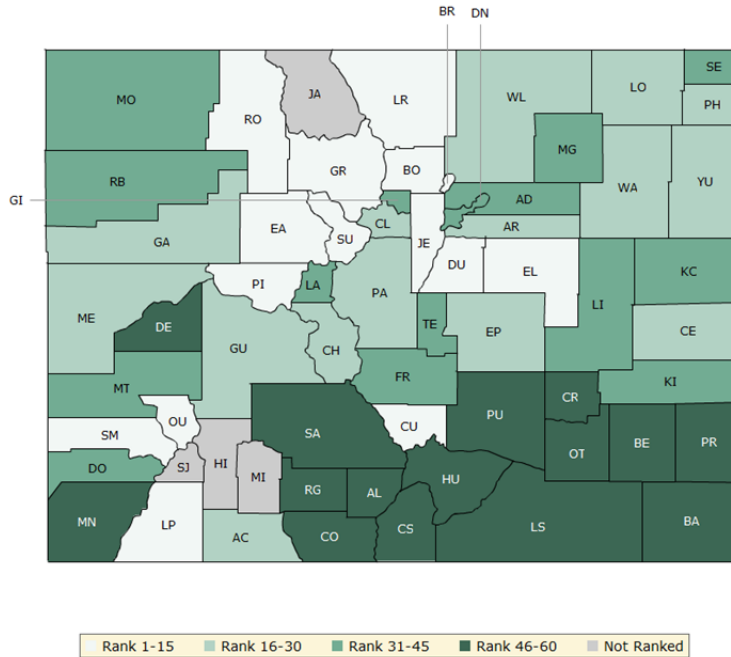 BR DN
SE
MO JA LR WL LO
PH
RO
MG
GR BO
RB WA YU
GI AD
CL AR
GA EA SU JE
DU EL
PI LA KC
PA LI
ME
DE TE EP CE
GU CH
MT FR KI
OU CR
SM SA CU PU
OT BE PR
DO SJ HI MI HU
RG AL
MN LP LS BA
AC CO CS
Rank 1-15 Rank 16-30 Rank 31-45 Rank 46-60 Not Ranked